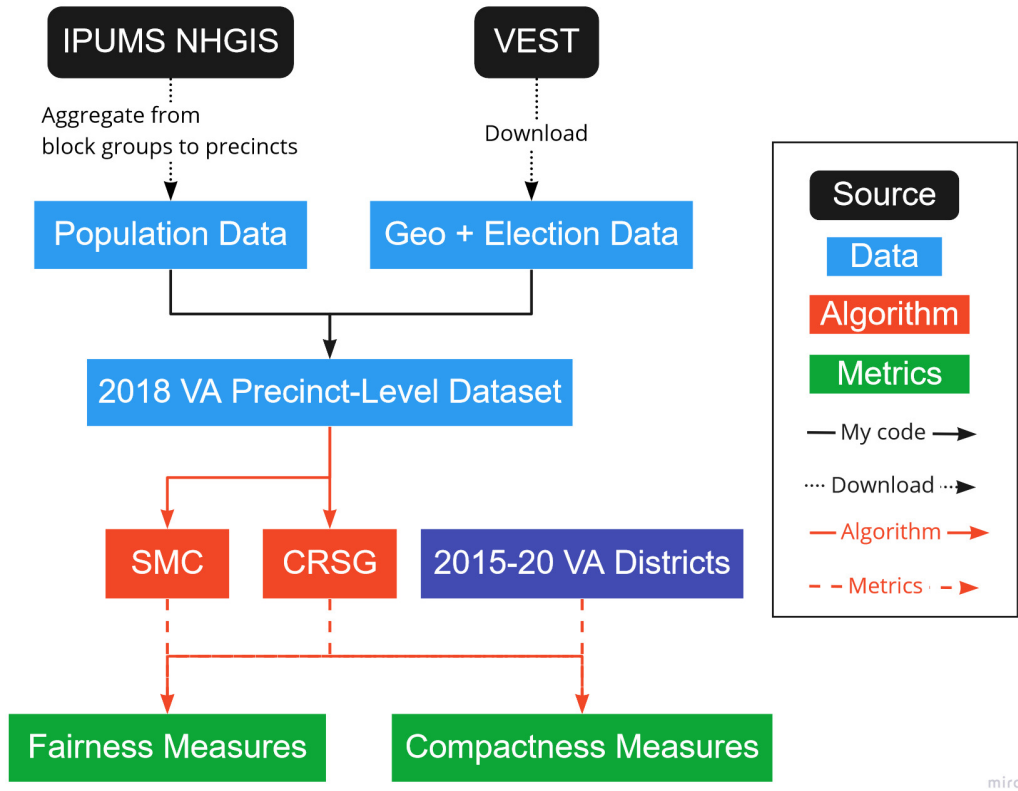 IPUMS NHGIS
VEST
Aggregate from
block groups to precincts
Download
Population Data
Geo + Election Data
2018 VA Precinct-Level Dataset
SMC
CRSG
2015-20 VA Districts
Fairness Measures
Compactness Measures
Source
Data
Algorithm
Metrics
My code
Download
Algorithm
Metrics